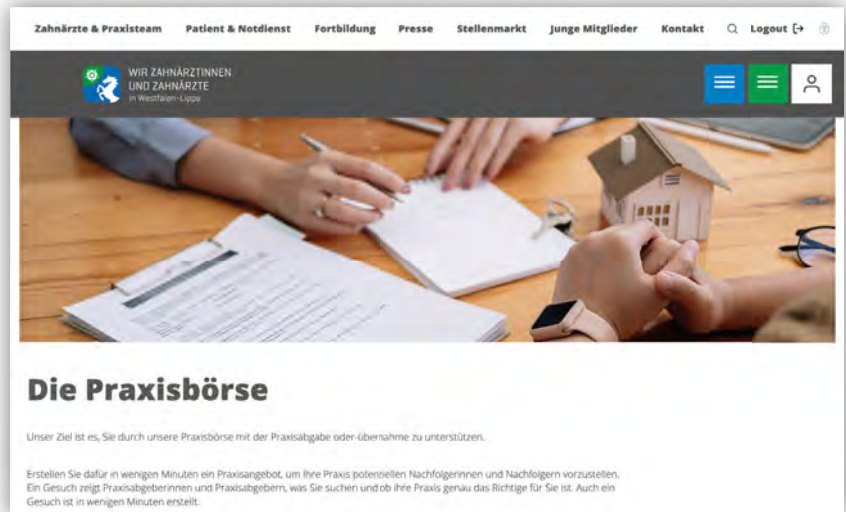 Zahnärzte & Praxisteam Patient & Notdienst Fortbildung Presse Stellenmarkt Junge Mitglieder Kontakt Logout
WIR ZAHNÄRZTINNEN
UND ZAHNÄRZTE
in Westfalen-Lippe
Die Praxisbörse
Unser Ziel ist es, Sie durch unsere Praxisbörse mit der Praxisabgabe oder-übernahme zu unterstützen.
Erstellen Sie dafür in wenigen Minuten ein Praxisangebot, um Ihre Praxis potenziellen Nachfolgerinnen und Nachfolgern vorzustellen.
Ein Gesuch zeigt Praxisabgeberinnen und Praxisabgebern, was Sie suchen und ob ihre Praxis genau das Richtige für Sie ist. Auch ein
Gesuch ist in wenigen Minuten erstellt.